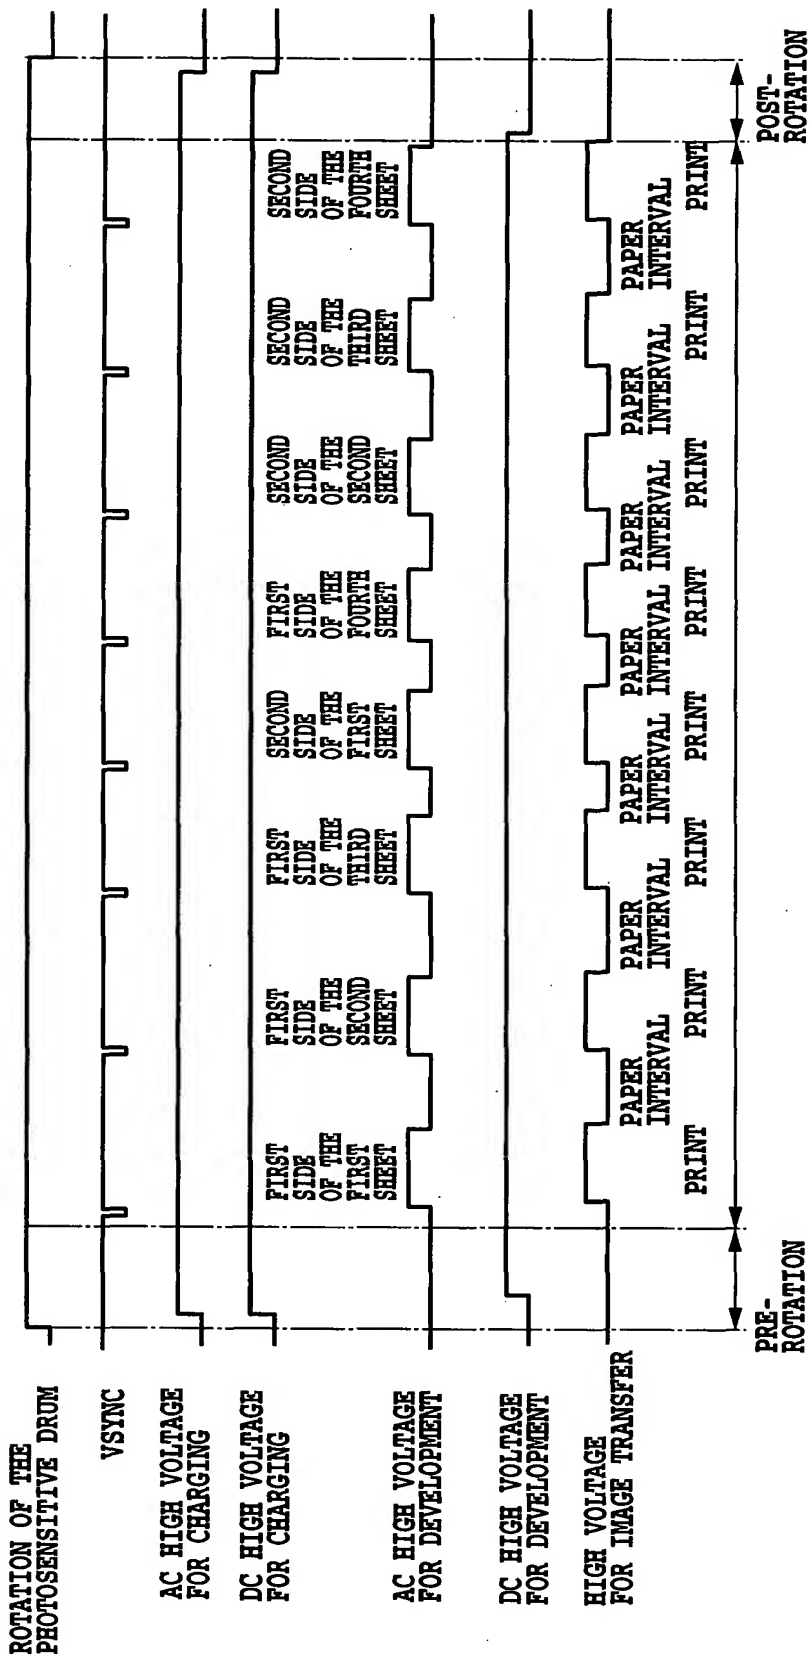 ROTATION OF THE
PHOTOSENSITIVE DRUM
VSYNC
AC HIGH VOLTAGE
FOR CHARGING
DC HIGH VOLTAGE
FOR CHARGING
FIRST
SIDE
OF THE
FIRST
SHEET
FIRST
SIDE
OF THE
SECOND
SHEET
FIRST
SIDE
OF THE
THIRD
SHEET
SECOND
SIDE
OF THE
FIRST
SHEET
FIRST
SIDE
OF THE
FOURTH
SHEET
SECOND
SIDE
OF THE
SECOND
SHEET
SECOND
SIDE
OF THE
THIRD
SHEET
SECOND
SIDE
OF THE
FOURTH
SHEET
AC HIGH VOLTAGE
FOR DEVELOPMENT
DC HIGH VOLTAGE
FOR DEVELOPMENT
HIGH VOLTAGE
FOR IMAGE TRANSFER
PAPER
INTERVAL
PAPER
INTERVAL
PAPER
INTERVAL
PAPER
INTERVAL
PAPER
INTERVAL
PAPER
INTERVAL
PAPER
INTERVAL
PRINT
PRINT
PRINT
PRINT
PRINT
PRINT
PRINT
PRINT
PRE-
ROTATION
POST-
ROTATION